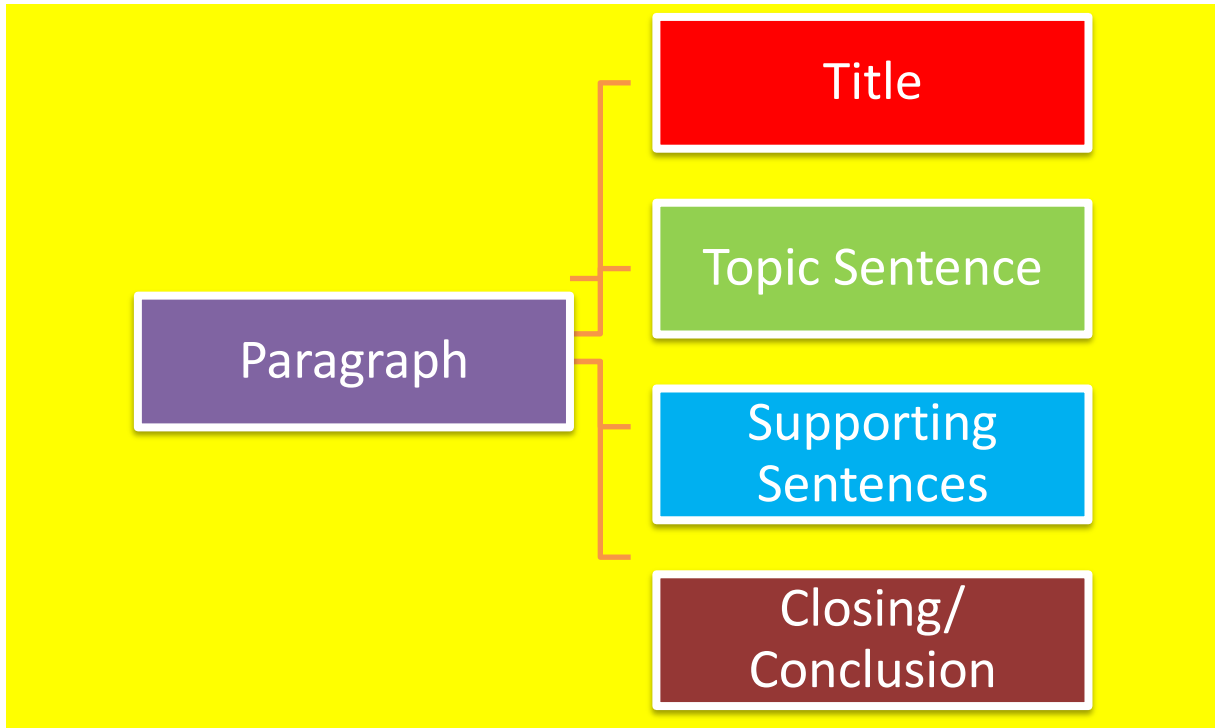 Title
Topic Sentence
Paragraph
Supporting
Sentences
Closing/
Conclusion